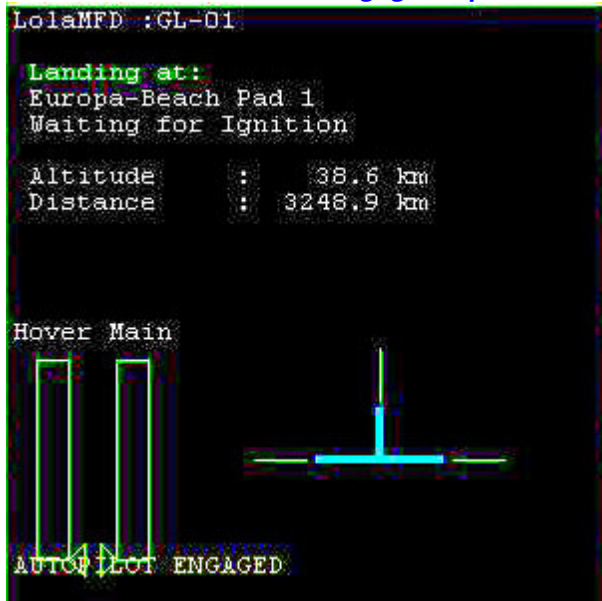 LolaMFD :GL-01
Landing at:
Europa-Beach Pad 1
Waiting for Ignition
Altitude : 38.6 km
Distance : 3248.9 km
Hover Main
AUTOPILOT ENGAGED